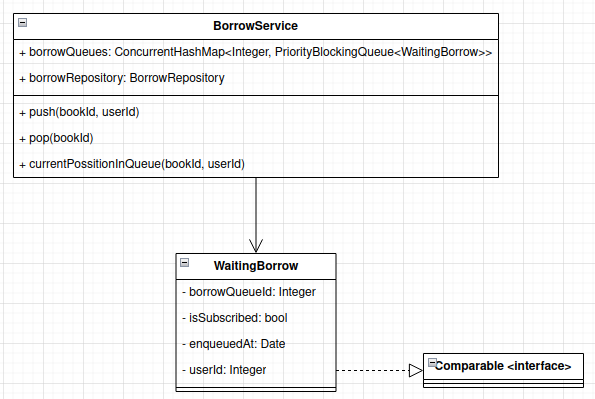 BorrowService
+ borrowQueues: ConcurrentHashMap<Integer, PriorityBlockingQueue<WaitingBorrow>>
+ borrowRepository: BorrowRepository
+ push(bookId, userId)
+ pop(bookId)
+ currentPossitionInQueue(bookId, userId)
WaitingBorrow
- borrowQueueId: Integer
- isSubscribed: bool
- enqueuedAt: Date
- userId: Integer
Comparable <interface>